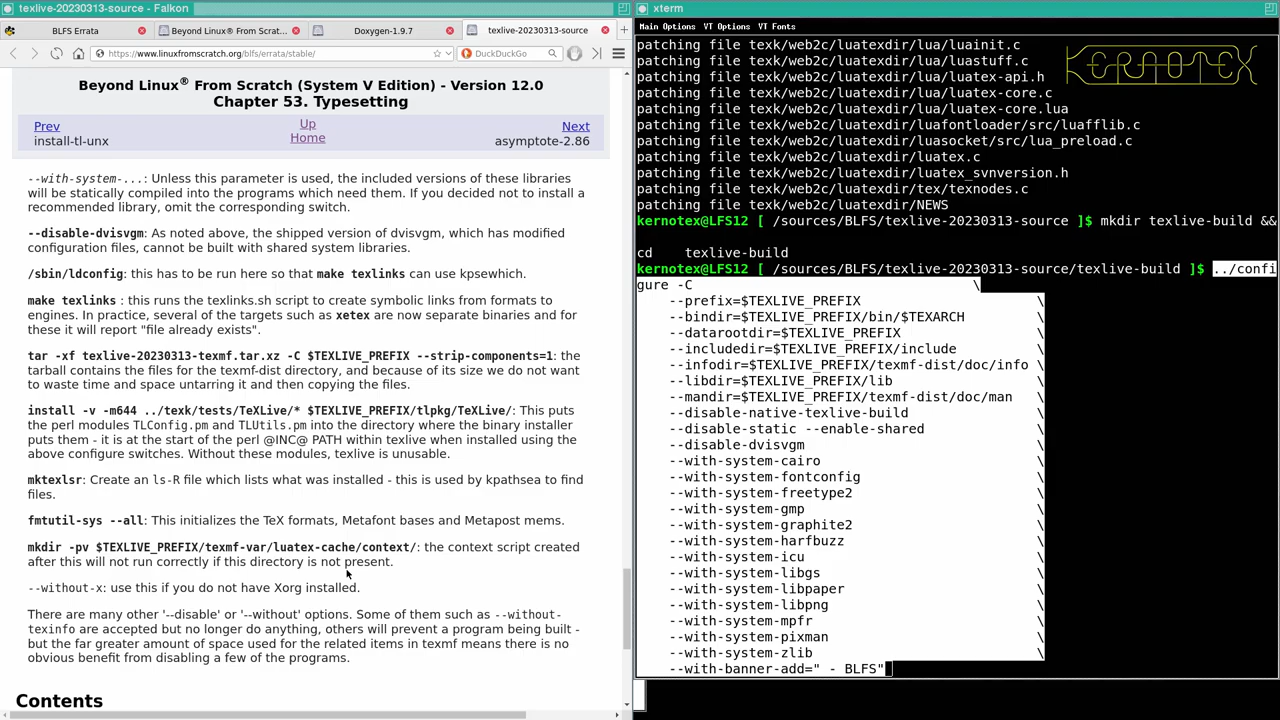 texlive-20230313-source - Falkon
BLFS Errata
Beyond Linux® From Scrat...
Doxygen-1.9.7
texlive-20230313-source
https://www.linuxfromscratch.org/blfs/errata/stable/
DuckDuckGo
Beyond Linux® From Scratch (System V Edition) - Version 12.0
Chapter 53. Typesetting
Prev
Up
Next
install-tl-unx
Home
asymptote-2.86
--with-system-...: Unless this parameter is used, the included versions of these libraries
will be statically compiled into the programs which need them. If you decided not to install a
recommended library, omit the corresponding switch.
--disable-dvisvgm: As noted above, the shipped version of dvisvgm, which has modified
configuration files, cannot be built with shared system libraries.
/sbin/ldconfig: this has to be run here so that make texlinks can use kpsewhich.
make texlinks : this runs the texlinks.sh script to create symbolic links from formats to
engines. In practice, several of the targets such as xetex are now separate binaries and for
these it will report "file already exists".
tar -xf texlive-20230313-texmf.tar.xz -C $TEXLIVE_PREFIX --strip-components=1: the
tarball contains the files for the texmf-dist directory, and because of its size we do not want
to waste time and space untarring it and then copying the files.
install -v -m644 ../texk/tests/TeXLive/* $TEXLIVE_PREFIX/tlpkg/TeXLive/: This puts
the perl modules TLConfig.pm and TLUtils.pm into the directory where the binary installer
puts them - it is at the start of the perl @INC@ PATH within texlive when installed using the
above configure switches. Without these modules, texlive is unusable.
mktexlsr: Create an ls-R file which lists what was installed - this is used by kpathsea to find
files.
fmtutil-sys --all: This initializes the TeX formats, Metafont bases and Metapost mems.
mkdir -pv $TEXLIVE_PREFIX/texmf-var/luatex-cache/context/: the context script created
after this will not run correctly if this directory is not present.
--without-x: use this if you do not have Xorg installed.
There are many other '--disable' or '--without' options. Some of them such as --without-
texinfo are accepted but no longer do anything, others will prevent a program being built -
but the far greater amount of space used for the related items in texmf means there is no
obvious benefit from disabling a few of the programs.
Contents
xterm
Main Options VT Options VT Fonts
KERNOTEX
patching file texk/web2c/luatexdir/lua/luainit.c
patching file texk/web2c/luatexdir/lua/luastuff.c
patching file texk/web2c/luatexdir/lua/luatex-api.h
patching file texk/web2c/luatexdir/lua/luatex-core.c
patching file texk/web2c/luatexdir/lua/luatex-core.lua
patching file texk/web2c/luatexdir/luafontloader/src/luafflib.c
patching file texk/web2c/luatexdir/luasocket/src/lua_preload.c
patching file texk/web2c/luatexdir/luatex.c
patching file texk/web2c/luatexdir/luatex_svnversion.h
patching file texk/web2c/luatexdir/tex/texnodes.c
patching file texk/web2c/luatexdir/NEWS
kernotex@LFS12 [ /sources/BLFS/texlive-20230313-source ]$ mkdir texlive-build &&
cd    texlive-build
kernotex@LFS12 [ /sources/BLFS/texlive-20230313-source/texlive-build ]$ ../confi
gure -C \
--prefix=$TEXLIVE_PREFIX \
--bindir=$TEXLIVE_PREFIX/bin/$TEXARCH \
--datarootdir=$TEXLIVE_PREFIX \
--includedir=$TEXLIVE_PREFIX/include \
--infodir=$TEXLIVE_PREFIX/texmf-dist/doc/info \
--libdir=$TEXLIVE_PREFIX/lib \
--mandir=$TEXLIVE_PREFIX/texmf-dist/doc/man \
--disable-native-texlive-build \
--disable-static --enable-shared \
--disable-dvisvgm \
--with-system-cairo \
--with-system-fontconfig \
--with-system-freetype2 \
--with-system-gmp \
--with-system-graphite2 \
--with-system-harfbuzz \
--with-system-icu \
--with-system-libgs \
--with-system-libpaper \
--with-system-libpng \
--with-system-mpfr \
--with-system-pixman \
--with-system-zlib \
--with-banner-add=" - BLFS"